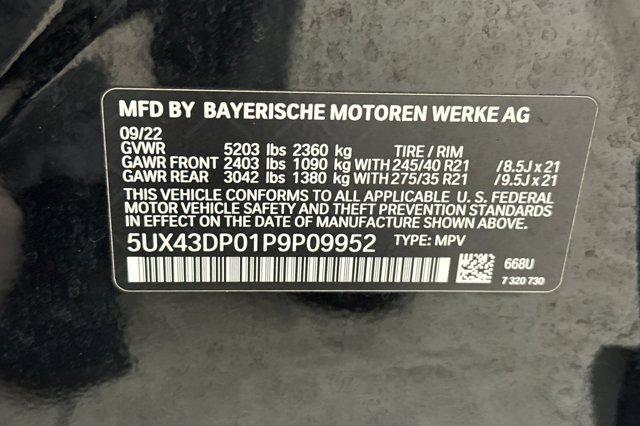 MFD BY BAYERISCHE MOTOREN WERKE AG
09/22
GVWR 5203 lbs 2360 kg TIRE / RIM
GAWR FRONT 2403 lbs 1090 kg WITH 245/40 R21 /8.5J x 21
GAWR REAR 3042 lbs 1380 kg WITH 275/35 R21 /9.5J x 21
THIS VEHICLE CONFORMS TO ALL APPLICABLE U. S. FEDERAL
MOTOR VEHICLE SAFETY AND THEFT PREVENTION STANDARDS
IN EFFECT ON THE DATE OF MANUFACTURE SHOWN ABOVE.
5UX43DP01P9P09952 TYPE: MPV
668U
7 320 730